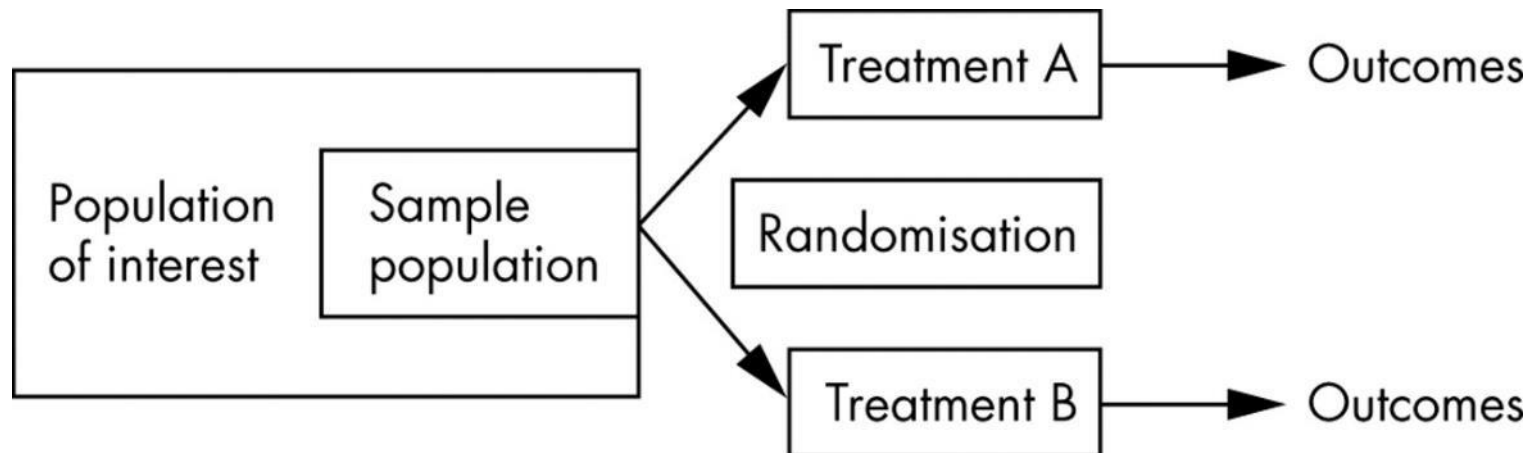 Population
of interest
Sample
population
Treatment A
Outcomes
Randomisation
Treatment B
Outcomes